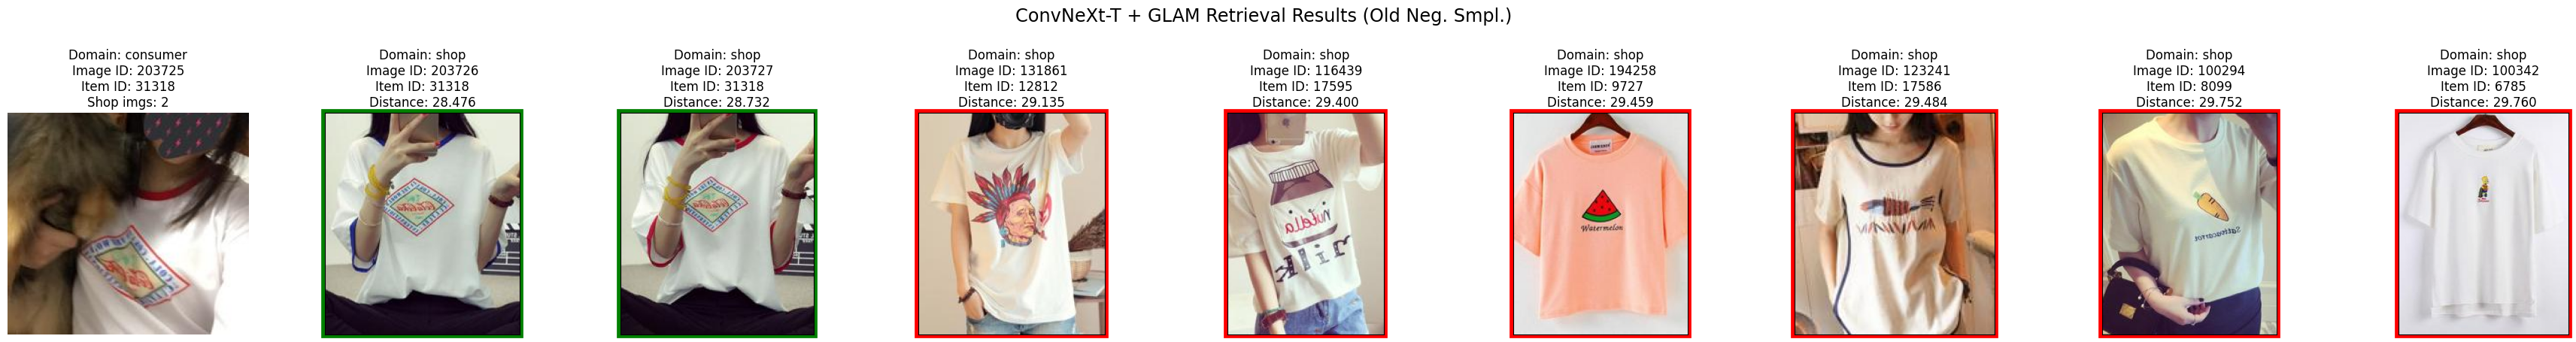 ConvNeXt-T + GLAM Retrieval Results (Old Neg. Smpl.)
Domain: consumer
Image ID: 203725
Item ID: 31318
Shop imgs: 2
Domain: shop
Image ID: 203726
Item ID: 31318
Distance: 28.476
Domain: shop
Image ID: 203727
Item ID: 31318
Distance: 28.732
Domain: shop
Image ID: 131861
Item ID: 12812
Distance: 29.135
Domain: shop
Image ID: 116439
Item ID: 17595
Distance: 29.400
Domain: shop
Image ID: 194258
Item ID: 9727
Distance: 29.459
Domain: shop
Image ID: 123241
Item ID: 17586
Distance: 29.484
Domain: shop
Image ID: 100294
Item ID: 8099
Distance: 29.752
Domain: shop
Image ID: 100342
Item ID: 6785
Distance: 29.760
nutella
milk
Watermelon